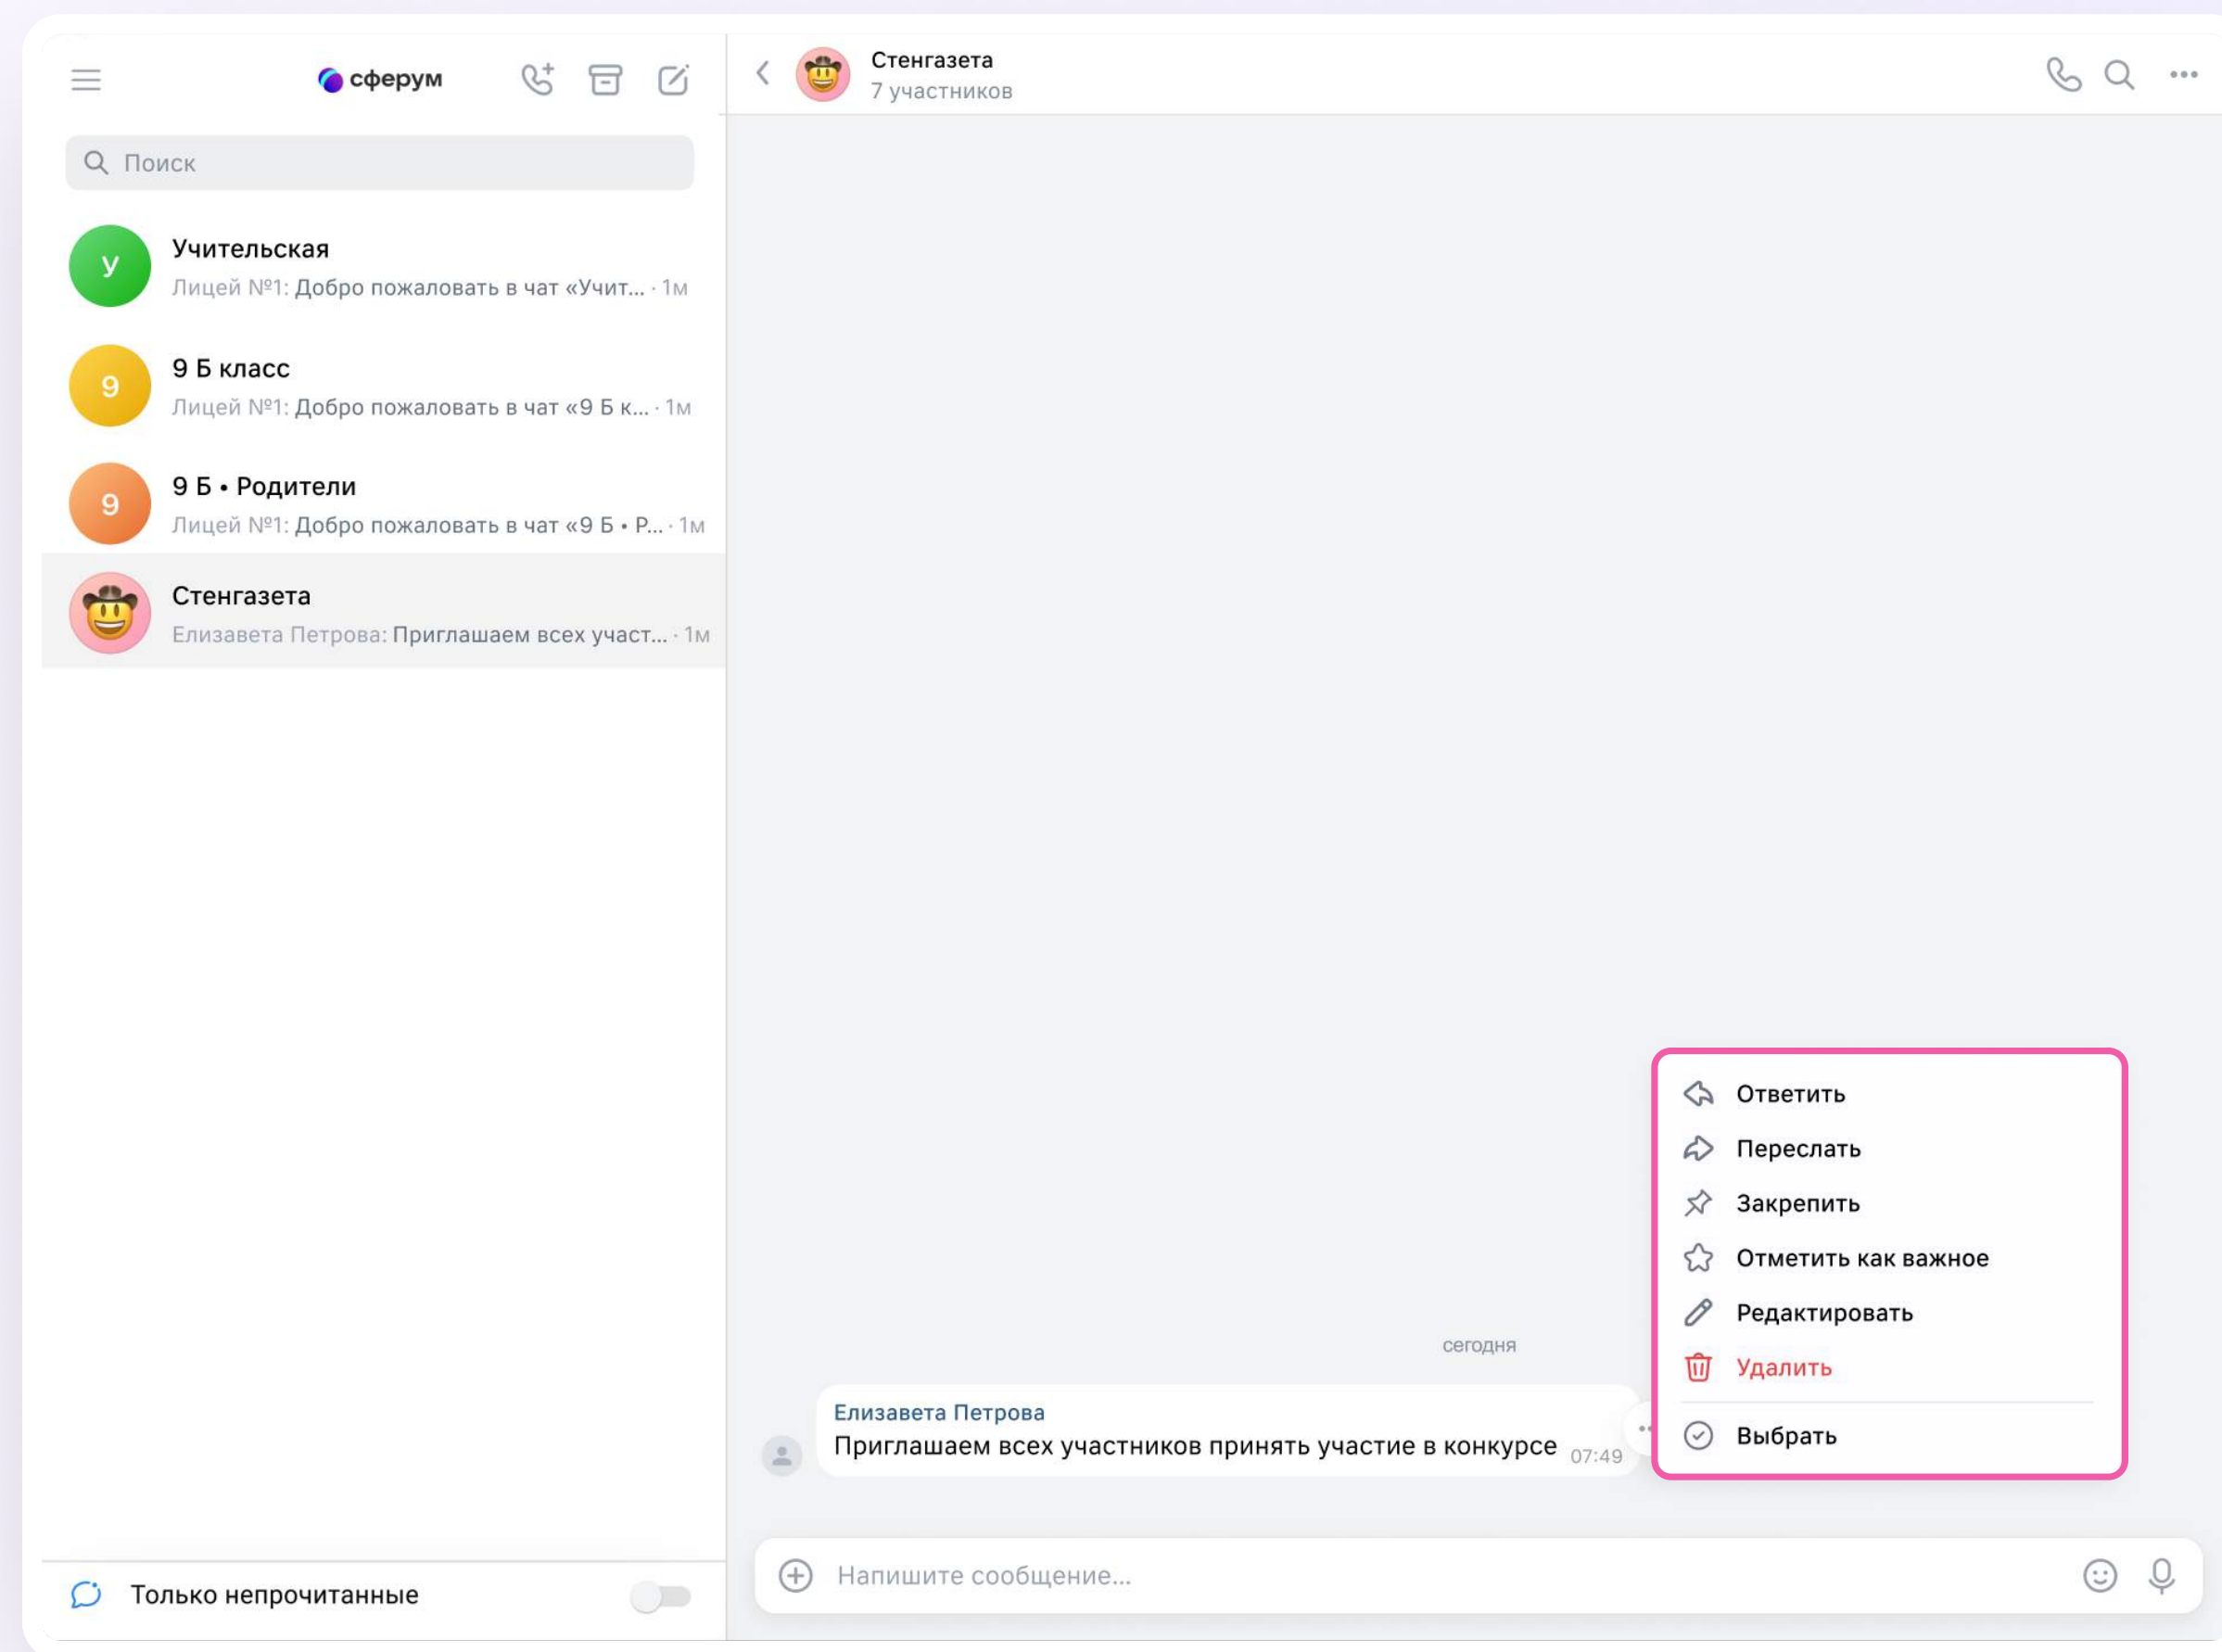 сферум
Поиск
У
Учительская
Лицей №1: Добро пожаловать в чат «Учит... · 1м
9
9 Б класс
Лицей №1: Добро пожаловать в чат «9 Б к... · 1м
9
9 Б • Родители
Лицей №1: Добро пожаловать в чат «9 Б • Р... · 1м
Стенгазета
Елизавета Петрова: Приглашаем всех участ... · 1м
Только непрочитанные
Стенгазета
7 участников
сегодня
Елизавета Петрова
Приглашаем всех участников принять участие в конкурсе 07:49
Ответить
Переслать
Закрепить
Отметить как важное
Редактировать
Удалить
Выбрать
Напишите сообщение...